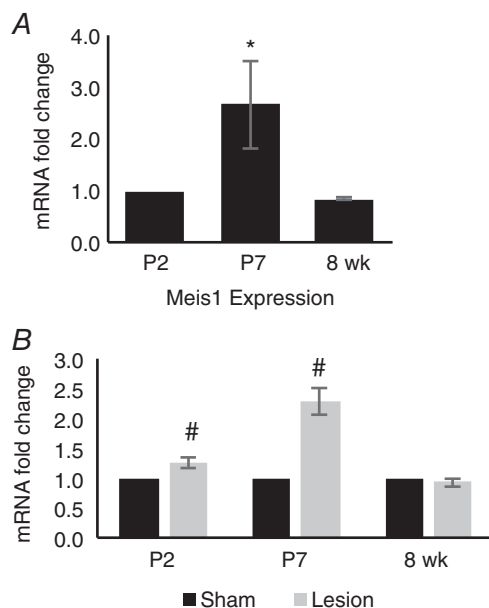 A
mRNA fold change
4.0
*
3.0
2.0
1.0
0.0
P2 P7 8 wk
Meis1 Expression
B
mRNA fold change
3.0
#
2.5
2.0
#
1.5
1.0
0.5
0.0
P2 P7 8 wk
Sham Lesion